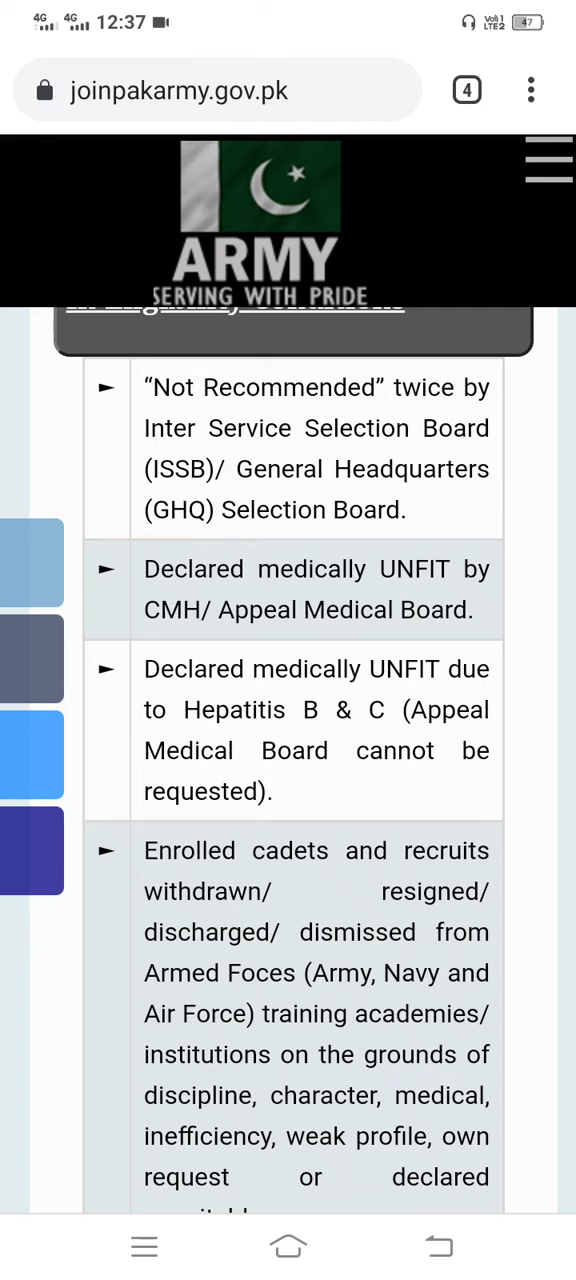 4G 4G 12:37 Vo)) 1 LTE2 47
joinpakarmy.gov.pk 4
ARMY
SERVING WITH PRIDE
► “Not Recommended” twice by
Inter Service Selection Board
(ISSB)/ General Headquarters
(GHQ) Selection Board.
► Declared medically UNFIT by
CMH/ Appeal Medical Board.
► Declared medically UNFIT due
to Hepatitis B & C (Appeal
Medical Board cannot be
requested).
► Enrolled cadets and recruits
withdrawn/ resigned/
discharged/ dismissed from
Armed Foces (Army, Navy and
Air Force) training academies/
institutions on the grounds of
discipline, character, medical,
inefficiency, weak profile, own
request or declared